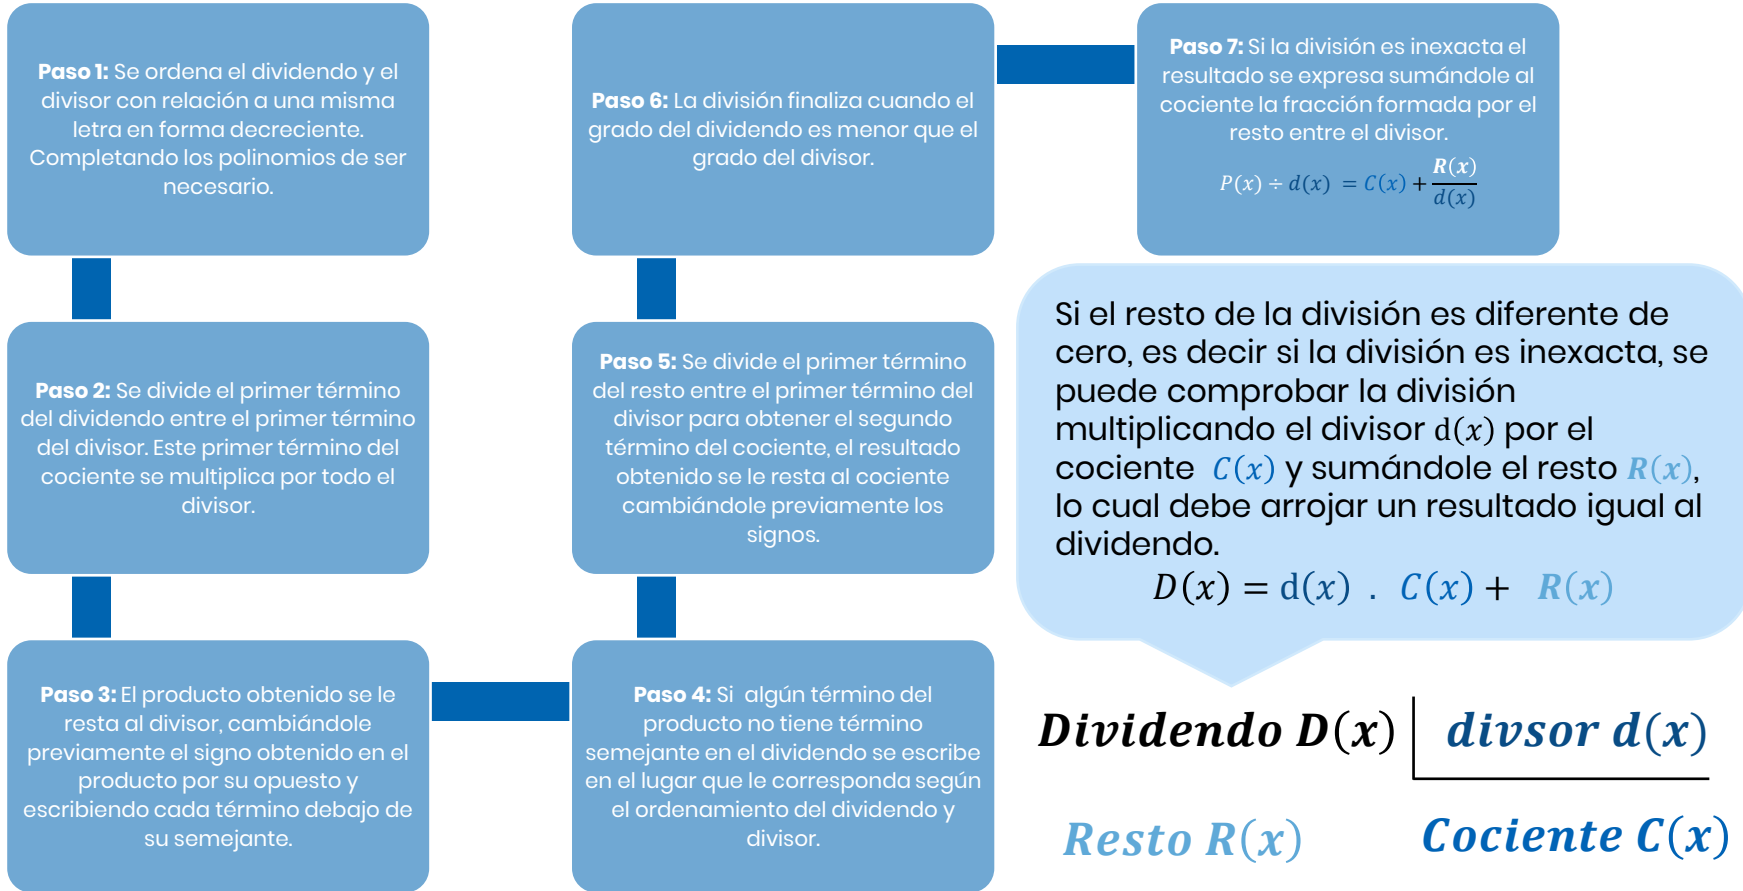 Paso 1: Se ordena el dividendo y el
divisor con relación a una misma
letra en forma decreciente.
Completando los polinomios de ser
necesario.
Paso 2: Se divide el primer término
del dividendo entre el primer término
del divisor. Este primer término del
cociente se multiplica por todo el
divisor.
Paso 3: El producto obtenido se le
resta al divisor, cambiándole
previamente el signo obtenido en el
producto por su opuesto y
escribiendo cada término debajo de
su semejante.
Paso 4: Si algún término del
producto no tiene término
semejante en el dividendo se escribe
en el lugar que le corresponda según
el ordenamiento del dividendo y
divisor.
Paso 5: Se divide el primer término
del resto entre el primer término del
divisor para obtener el segundo
término del cociente, el resultado
obtenido se le resta al cociente
cambiándole previamente los
signos.
Paso 6: La división finaliza cuando el
grado del dividendo es menor que el
grado del divisor.
Paso 7: Si la división es inexacta el
resultado se expresa sumándole al
cociente la fracción formada por el
resto entre el divisor.
P(x) ÷ d(x) = C(x) + R(x)/d(x)
Si el resto de la división es diferente de
cero, es decir si la división es inexacta, se
puede comprobar la división
multiplicando el divisor d(x) por el
cociente C(x) y sumándole el resto R(x),
lo cual debe arrojar un resultado igual al
dividendo.
D(x) = d(x) . C(x) + R(x)
Dividendo D(x) divsor d(x)
Resto R(x) Cociente C(x)